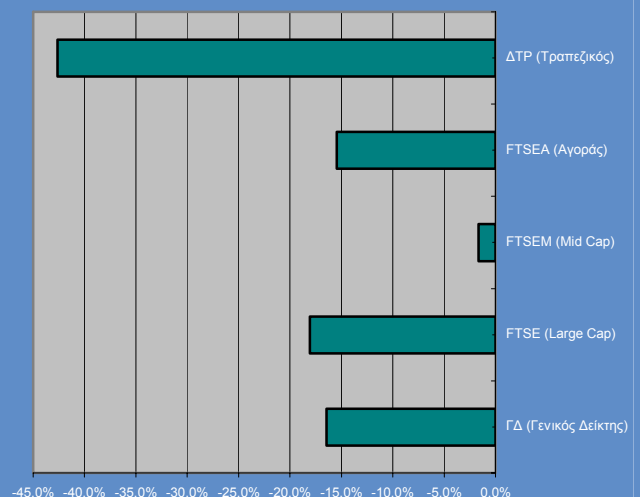 ΔΤΡ (Τραπεζικός)
FTSEA (Αγοράς)
FTSEM (Mid Cap)
FTSE (Large Cap)
ΓΔ (Γενικός Δείκτης)
-45.0% -40.0% -35.0% -30.0% -25.0% -20.0% -15.0% -10.0% -5.0% 0.0%